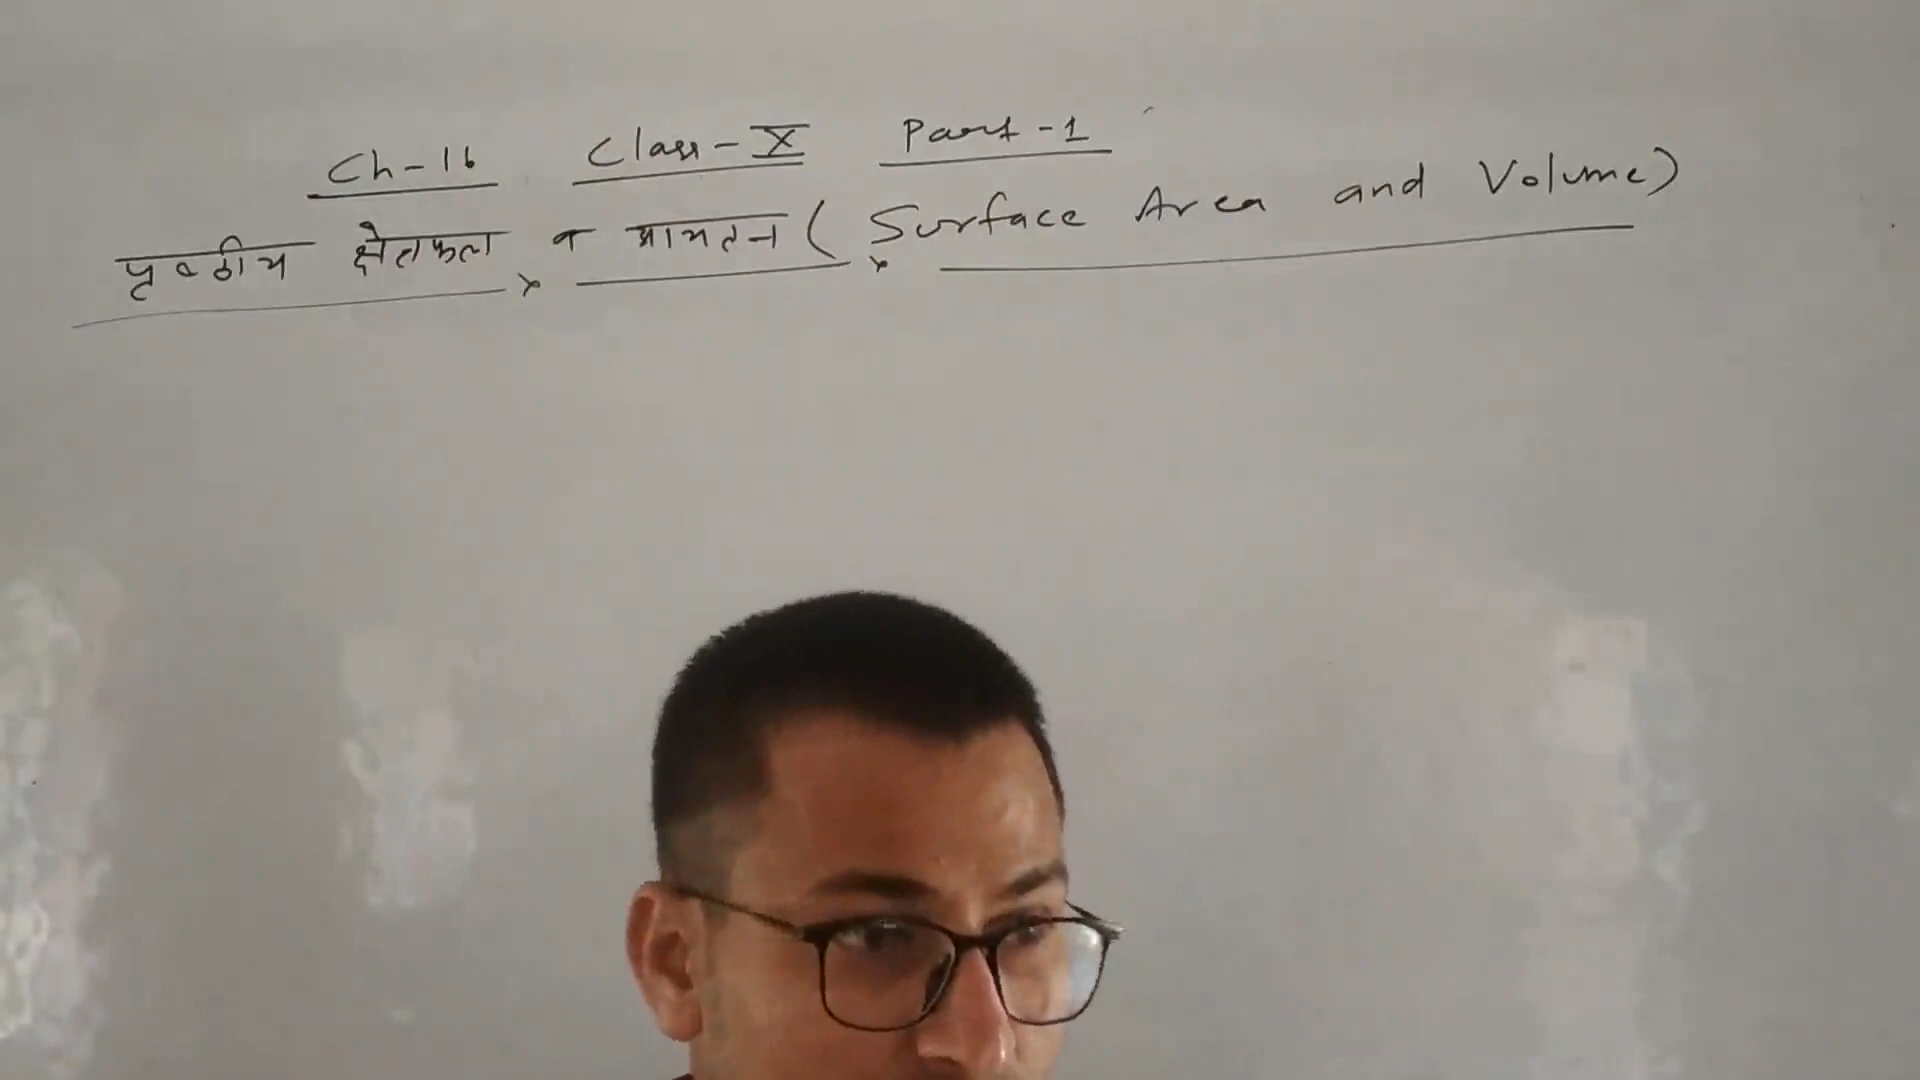 Ch-16 Class-X Part-1
पृष्ठीय क्षेत्रफल व आयतन ( Surface Area and Volume)